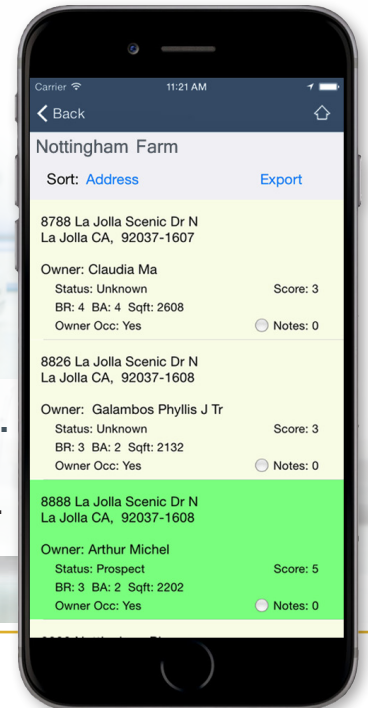 Carrier 11:21 AM
Back
Nottingham Farm
Sort: Address Export
8788 La Jolla Scenic Dr N
La Jolla CA, 92037-1607
Owner: Claudia Ma
Status: Unknown Score: 3
BR: 4 BA: 4 Sqft: 2608
Owner Occ: Yes Notes: 0
8826 La Jolla Scenic Dr N
La Jolla CA, 92037-1608
Owner: Galambos Phyllis J Tr
Status: Unknown Score: 3
BR: 3 BA: 2 Sqft: 2132
Owner Occ: Yes Notes: 0
8888 La Jolla Scenic Dr N
La Jolla CA, 92037-1608
Owner: Arthur Michel
Status: Prospect Score: 5
BR: 3 BA: 2 Sqft: 2202
Owner Occ: Yes Notes: 0